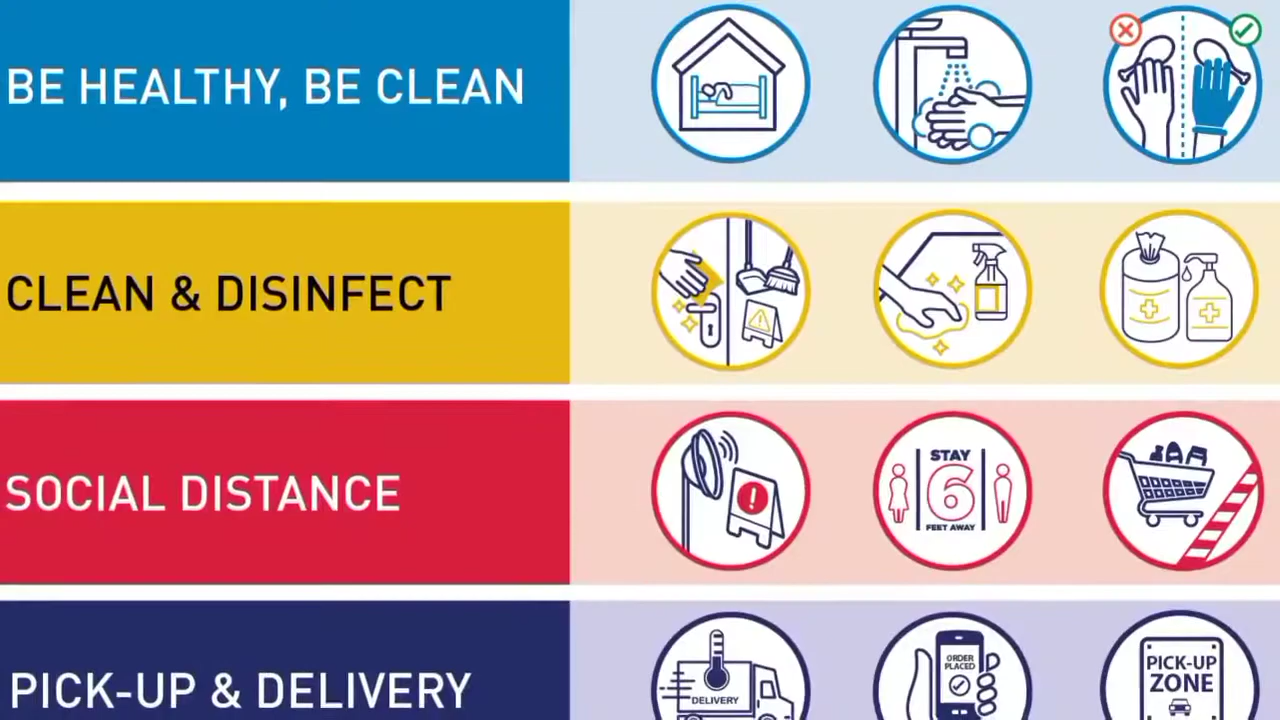 BE HEALTHY, BE CLEAN
CLEAN & DISINFECT
SOCIAL DISTANCE
STAY
6
FEET AWAY
PICK-UP & DELIVERY
DELIVERY
ORDER
PLACED
PICK-UP
ZONE